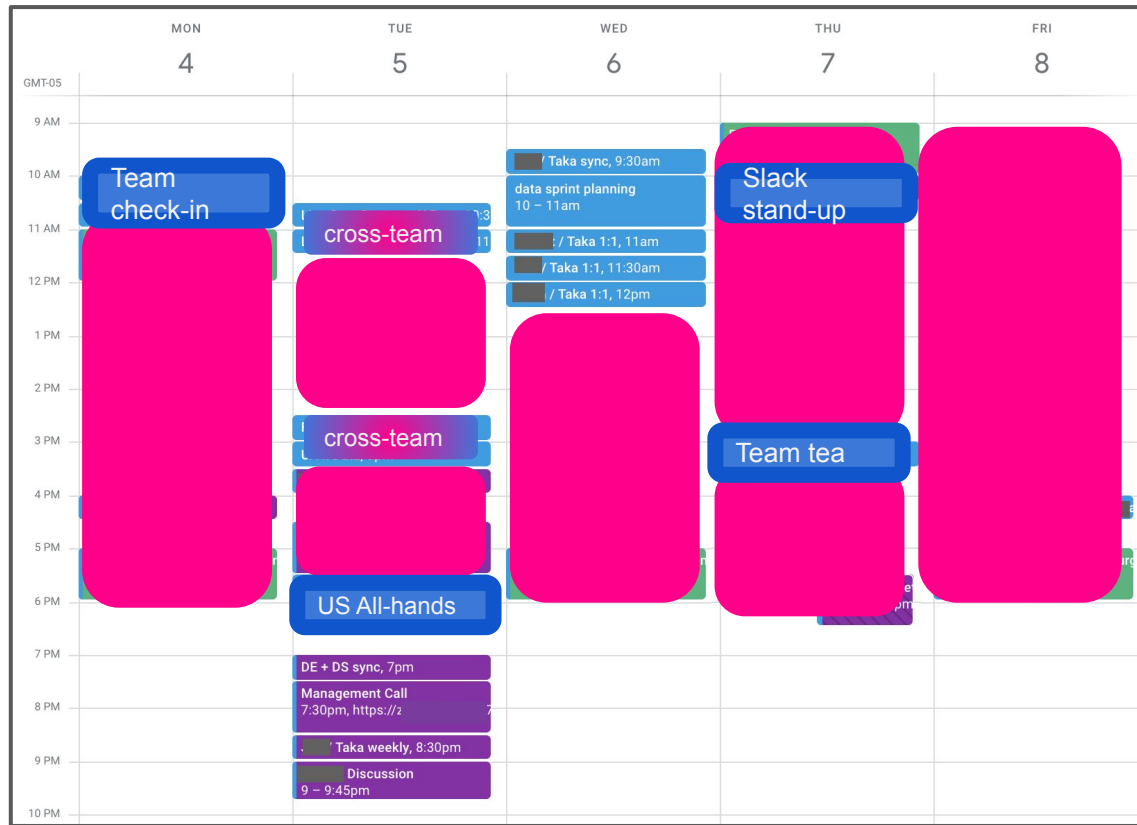 MON
TUE
WED
THU
FRI
4
5
6
7
8
GMT-05
9 AM
10 AM
11 AM
12 PM
1 PM
2 PM
3 PM
4 PM
5 PM
6 PM
7 PM
8 PM
9 PM
10 PM
Team
check-in
cross-team
cross-team
US All-hands
DE + DS sync, 7pm
Management Call
7:30pm, https://z
/ Taka weekly, 8:30pm
Discussion
9 – 9:45pm
/ Taka sync, 9:30am
data sprint planning
10 – 11am
/ Taka 1:1, 11am
/ Taka 1:1, 11:30am
/ Taka 1:1, 12pm
Slack
stand-up
Team tea